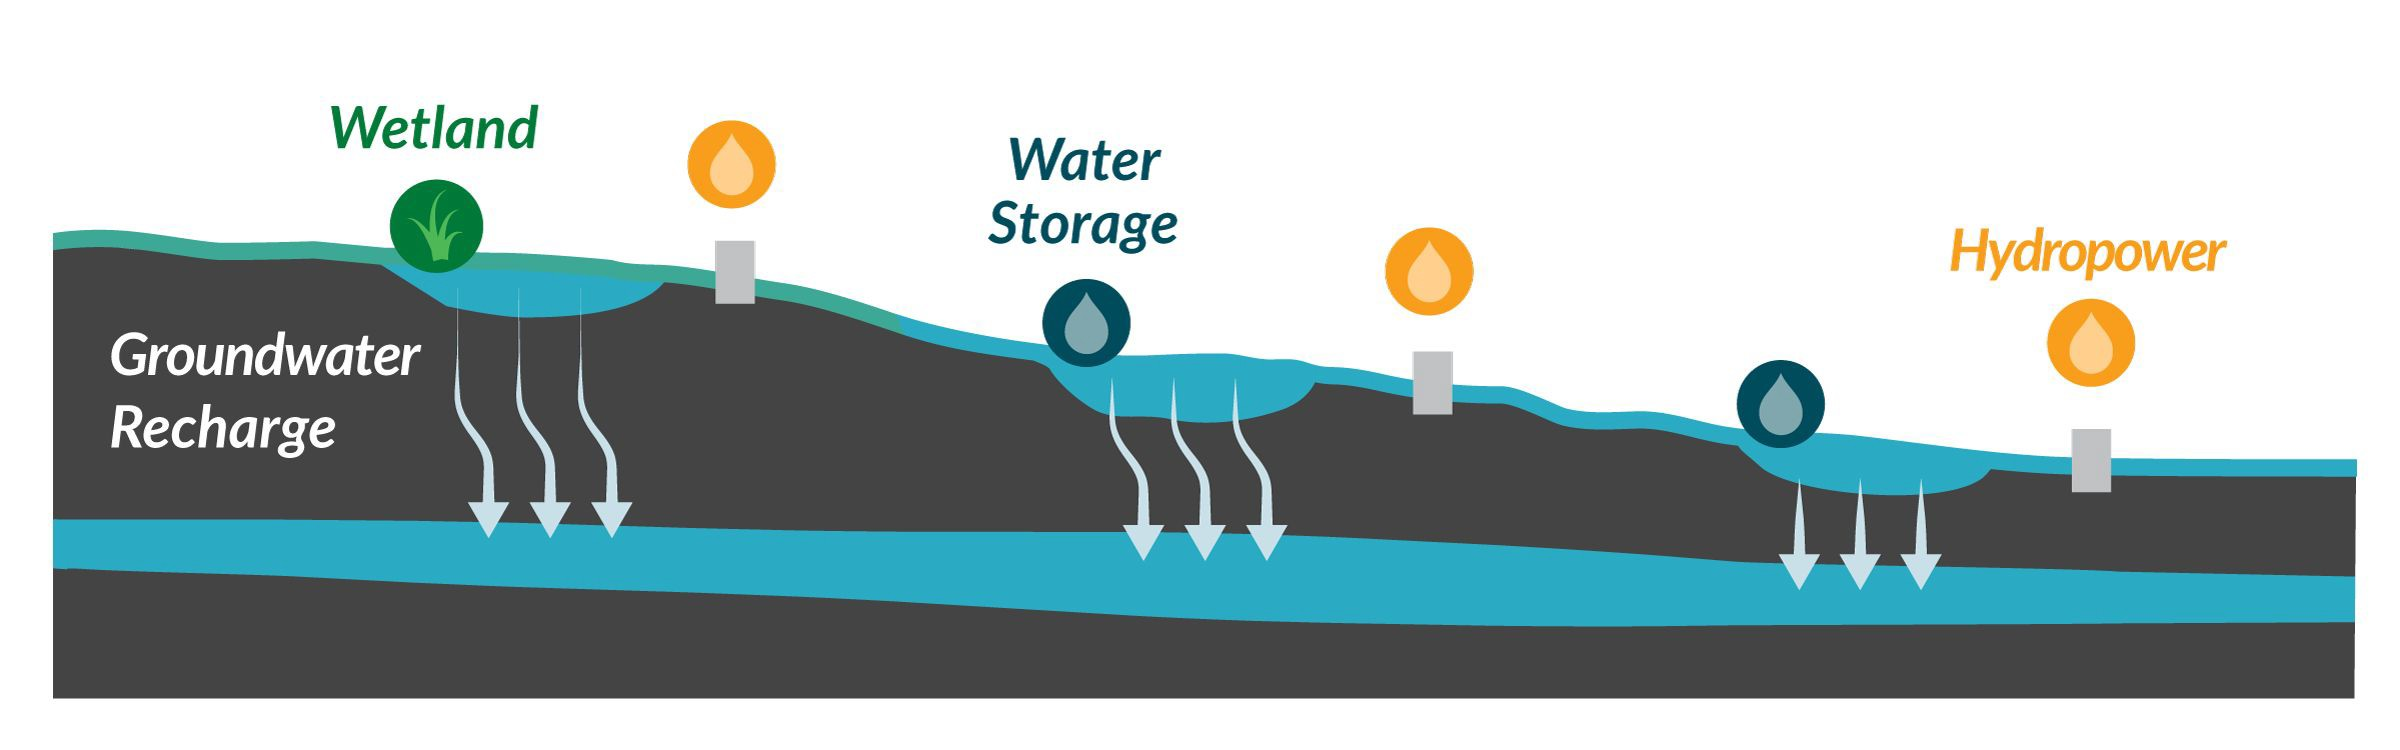 Wetland
Water
Storage
Hydropower
Groundwater
Recharge